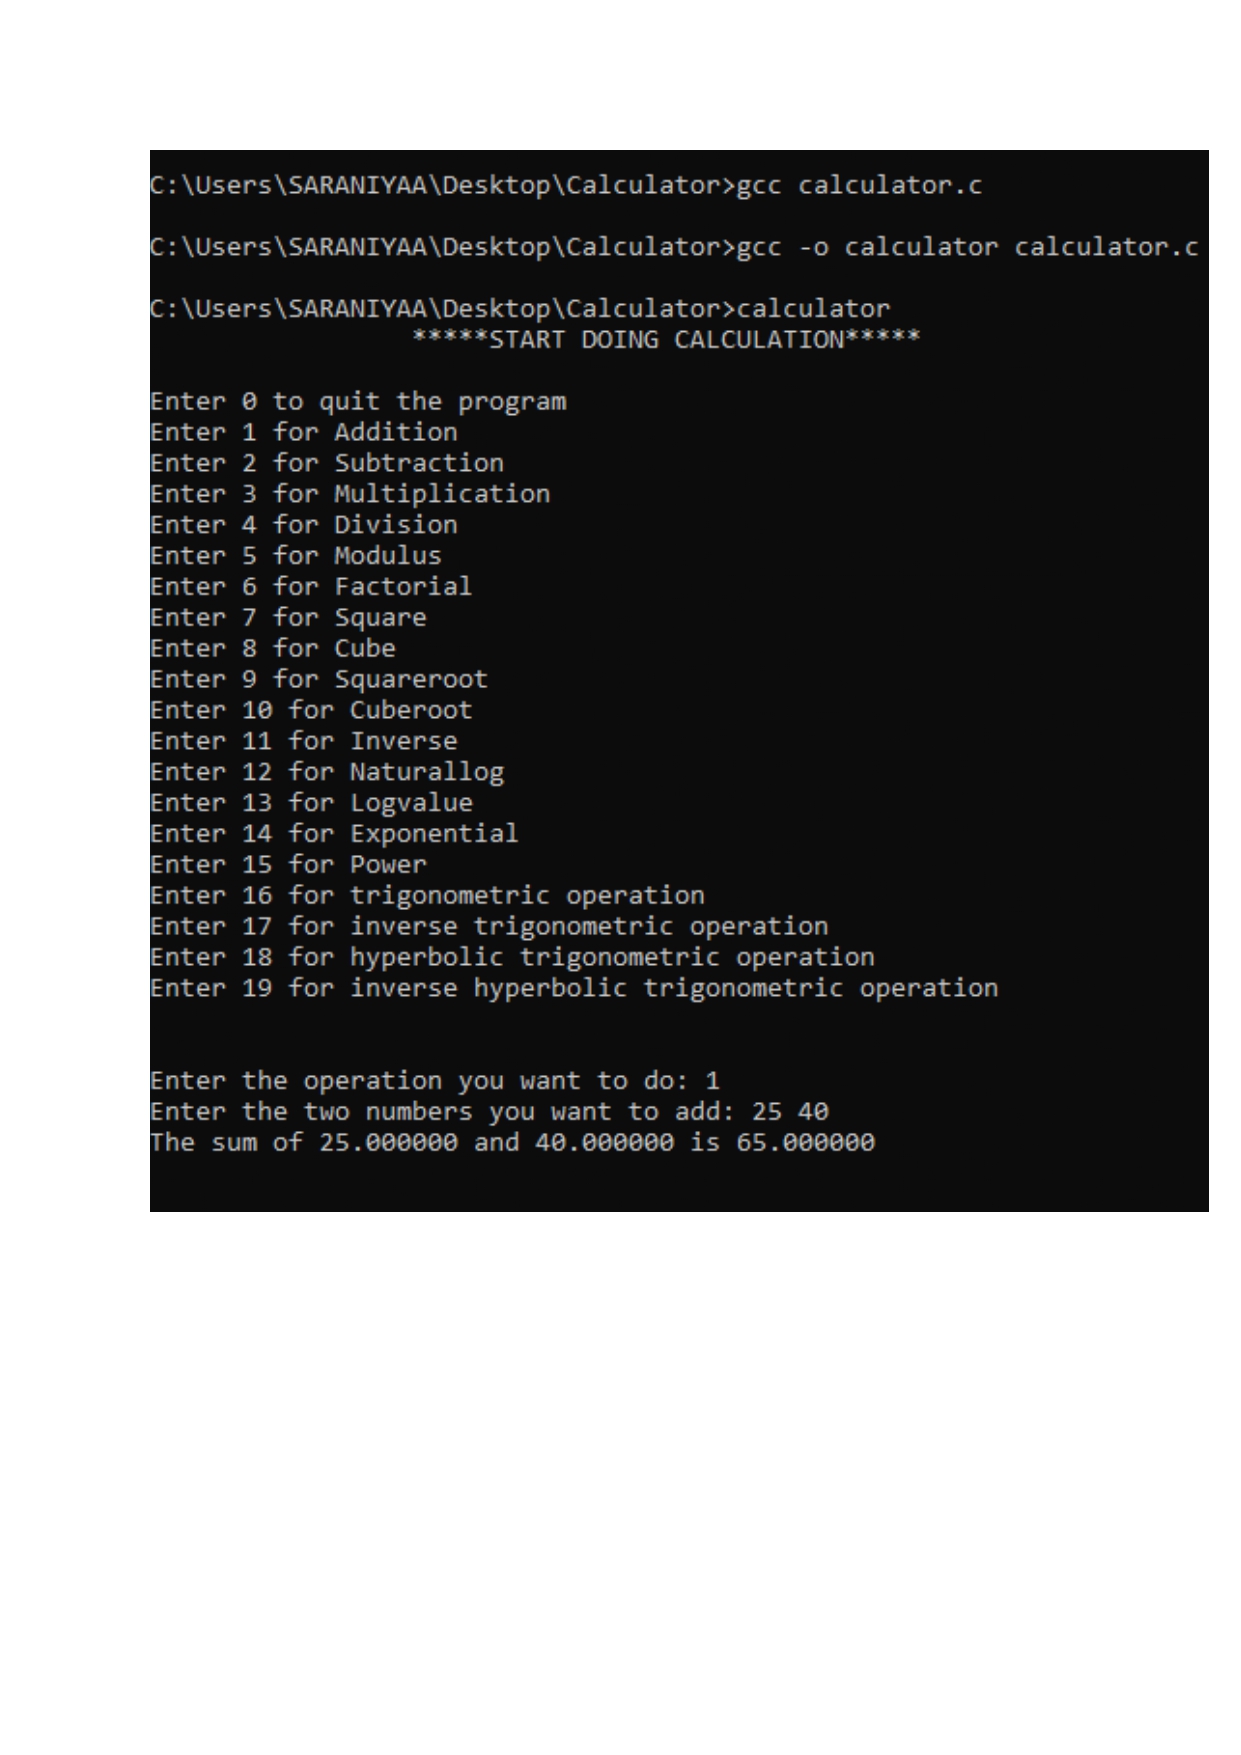 C:\Users\SARANIYAA\Desktop\Calculator>gcc calculator.c
C:\Users\SARANIYAA\Desktop\Calculator>gcc -o calculator calculator.c
C:\Users\SARANIYAA\Desktop\Calculator>calculator
*****START DOING CALCULATION*****
Enter 0 to quit the program
Enter 1 for Addition
Enter 2 for Subtraction
Enter 3 for Multiplication
Enter 4 for Division
Enter 5 for Modulus
Enter 6 for Factorial
Enter 7 for Square
Enter 8 for Cube
Enter 9 for Squareroot
Enter 10 for Cuberoot
Enter 11 for Inverse
Enter 12 for Naturallog
Enter 13 for Logvalue
Enter 14 for Exponential
Enter 15 for Power
Enter 16 for trigonometric operation
Enter 17 for inverse trigonometric operation
Enter 18 for hyperbolic trigonometric operation
Enter 19 for inverse hyperbolic trigonometric operation
Enter the operation you want to do: 1
Enter the two numbers you want to add: 25 40
The sum of 25.000000 and 40.000000 is 65.000000